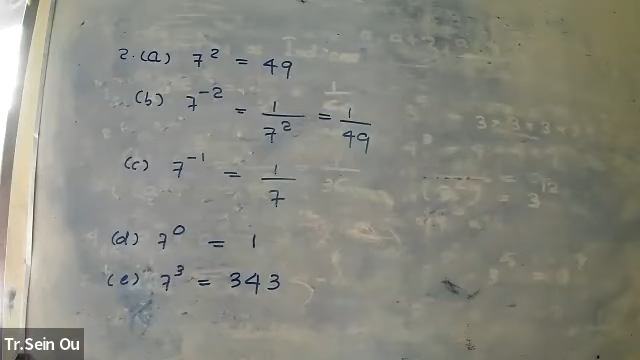 2.(a) 7² = 49
(b) 7⁻² = 1/7² = 1/49
(c) 7⁻¹ = 1/7
(d) 7⁰ = 1
(e) 7³ = 343
Tr.Sein Ou